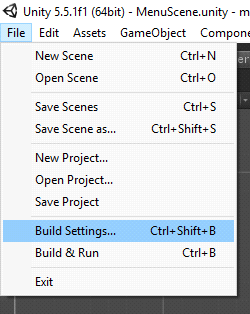 Unity 5.5.1f1 (64bit) - MenuScene.unity - m
File Edit Assets GameObject Compone
New Scene Ctrl+N
Open Scene Ctrl+O
Save Scenes Ctrl+S
Save Scene as... Ctrl+Shift+S
New Project...
Open Project...
Save Project
Build Settings... Ctrl+Shift+B
Build & Run Ctrl+B
Exit